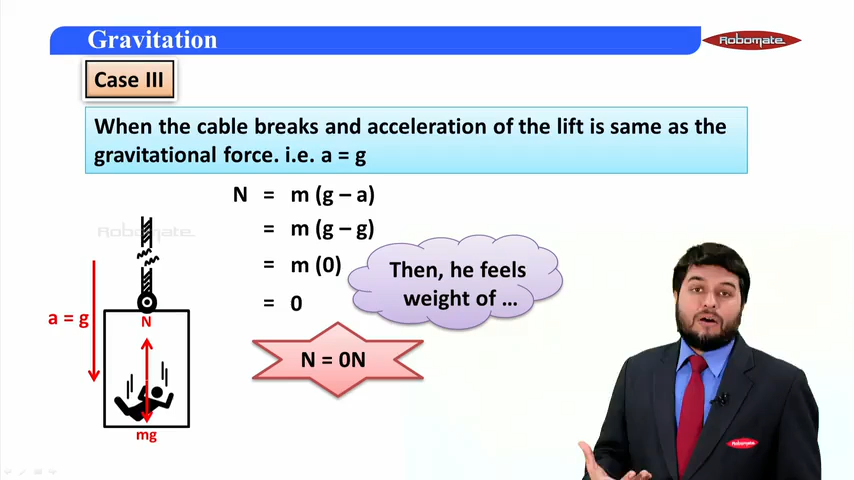 Gravitation
Robomate
Case III
When the cable breaks and acceleration of the lift is same as the
gravitational force. i.e. a = g
N = m (g – a)
= m (g – g)
= m (0)
= 0
Robomate
Then, he feels
weight of ...
a = g
N
N = 0N
mg
Robomate